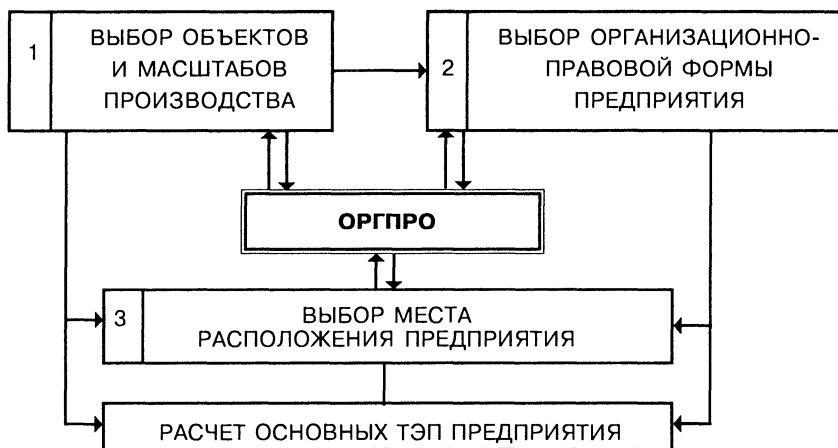 1
ВЫБОР ОБЪЕКТОВ
И МАСШТАБОВ
ПРОИЗВОДСТВА
2
ВЫБОР ОРГАНИЗАЦИОННО-
ПРАВОВОЙ ФОРМЫ
ПРЕДПРИЯТИЯ
ОРГПРО
3
ВЫБОР МЕСТА
РАСПОЛОЖЕНИЯ ПРЕДПРИЯТИЯ
РАСЧЕТ ОСНОВНЫХ ТЭП ПРЕДПРИЯТИЯ